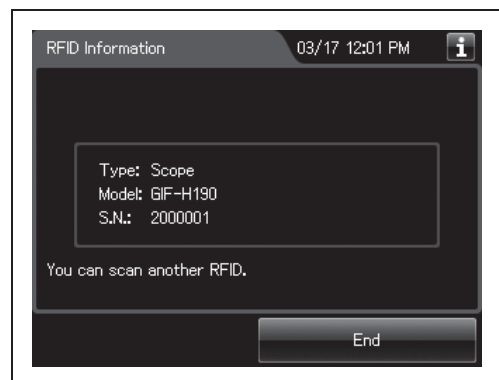 RFID Information 03/17 12:01 PM i
Type: Scope
Model: GIF-H190
S.N.: 2000001
You can scan another RFID.
End